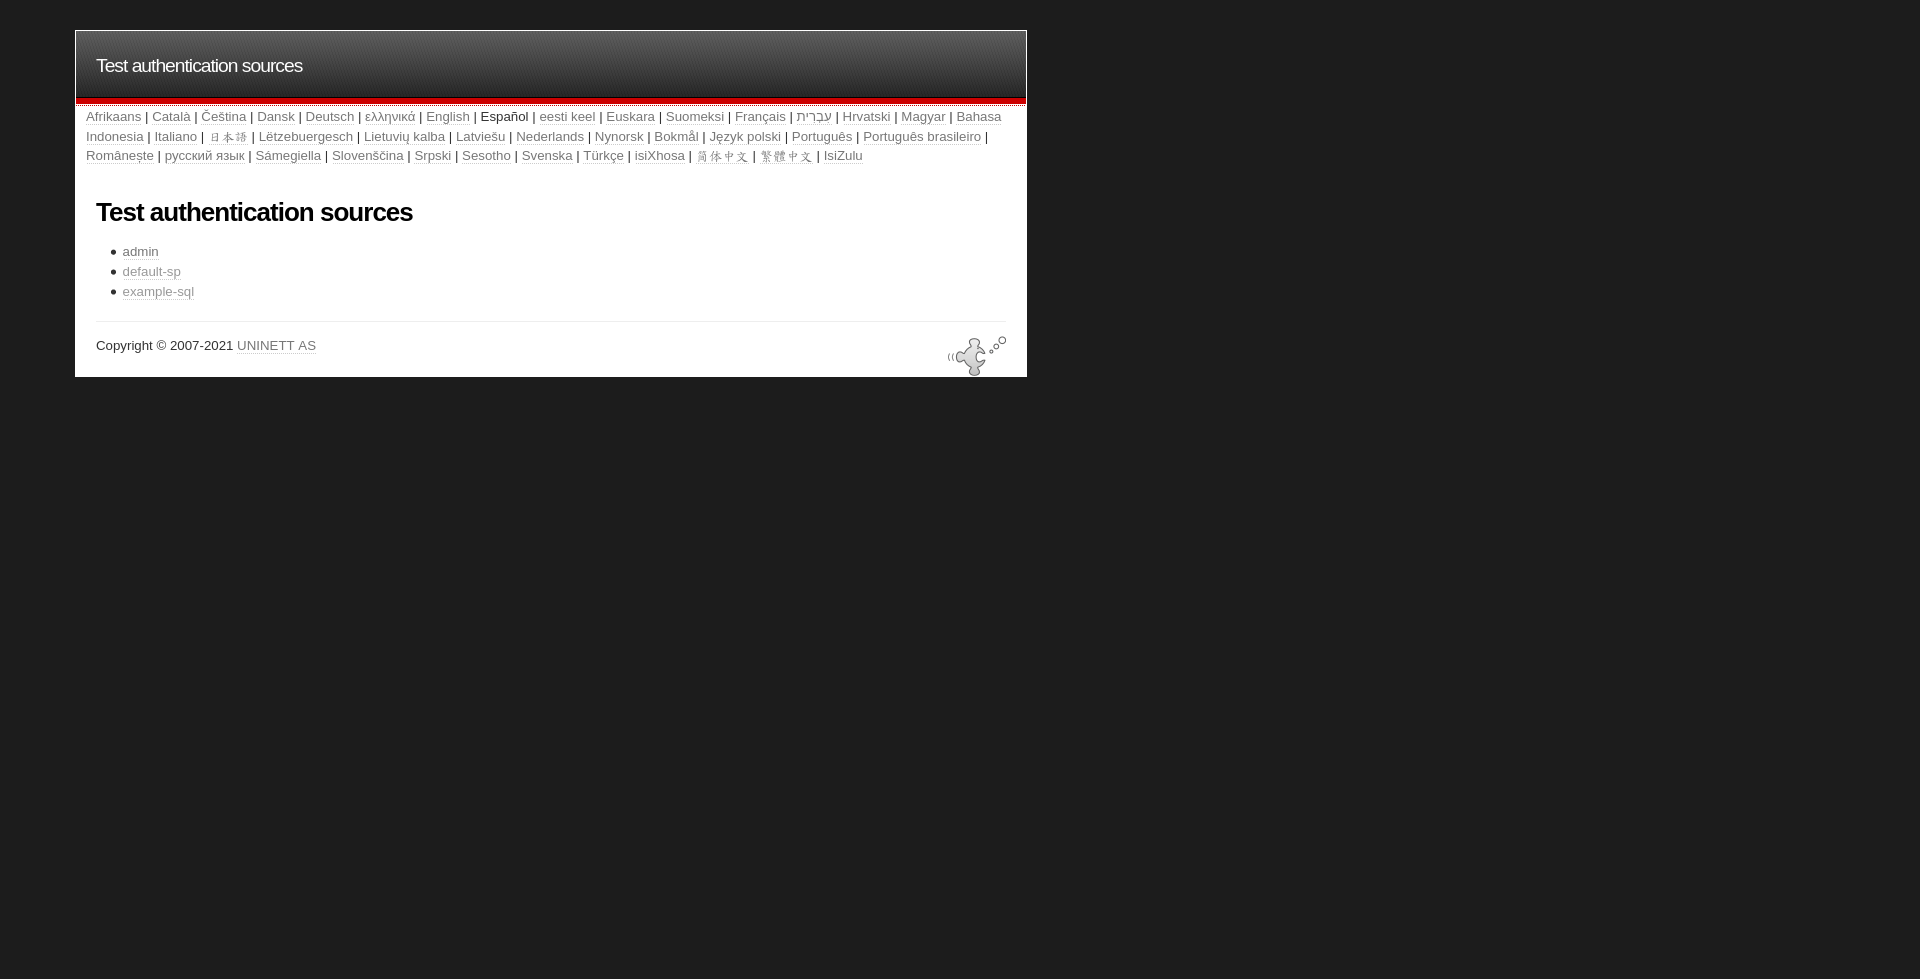 Test authentication sources
Afrikaans | Català | Čeština | Dansk | Deutsch | ελληνικά | English | Español | eesti keel | Euskara | Suomeksi | Français | עִבְרִית | Hrvatski | Magyar | Bahasa
Indonesia | Italiano | 日本語 | Lëtzebuergesch | Lietuvių kalba | Latviešu | Nederlands | Nynorsk | Bokmål | Język polski | Português | Português brasileiro |
Românește | русский язык | Sámegiella | Slovenščina | Srpski | Sesotho | Svenska | Türkçe | isiXhosa | 简体中文 | 繁體中文 | IsiZulu
Test authentication sources
admin
default-sp
example-sql
Copyright © 2007-2021 UNINETT AS